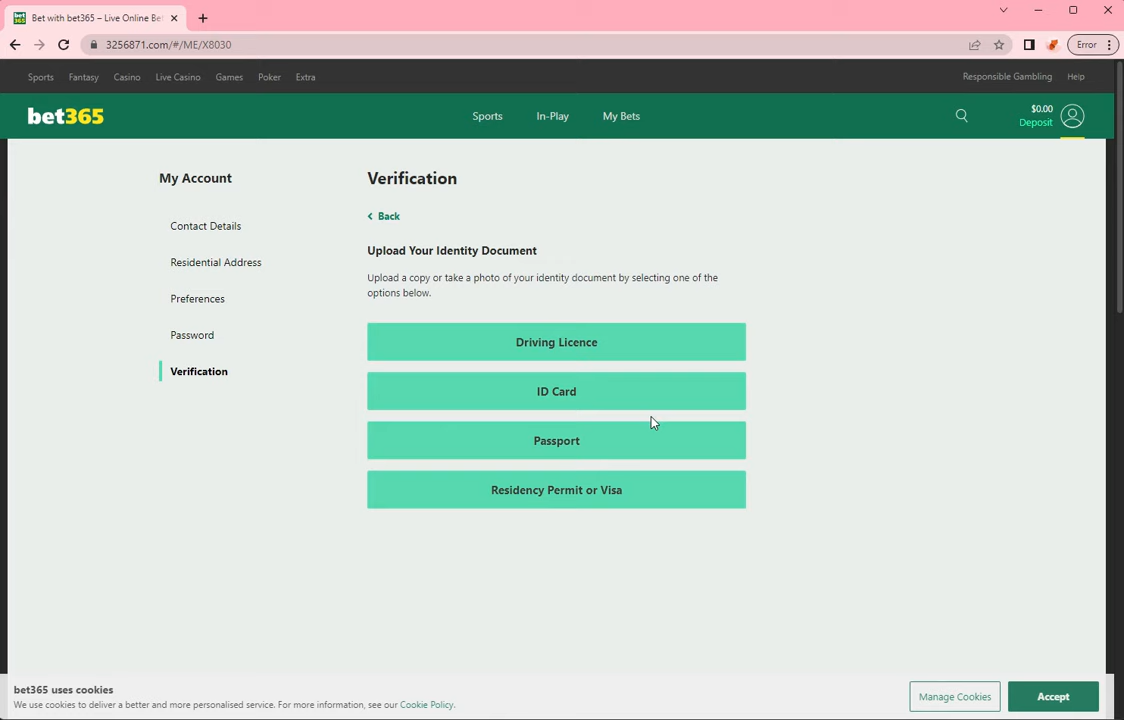 Bet with bet365 – Live Online Bet
3256871.com/#/ME/X8030
Error
Sports Fantasy Casino Live Casino Games Poker Extra
Responsible Gambling Help
bet365
Sports In-Play My Bets
$0.00
Deposit
My Account
Contact Details
Residential Address
Preferences
Password
Verification
Verification
Back
Upload Your Identity Document
Upload a copy or take a photo of your identity document by selecting one of the
options below.
Driving Licence
ID Card
Passport
Residency Permit or Visa
bet365 uses cookies
We use cookies to deliver a better and more personalised service. For more information, see our Cookie Policy.
Manage Cookies
Accept